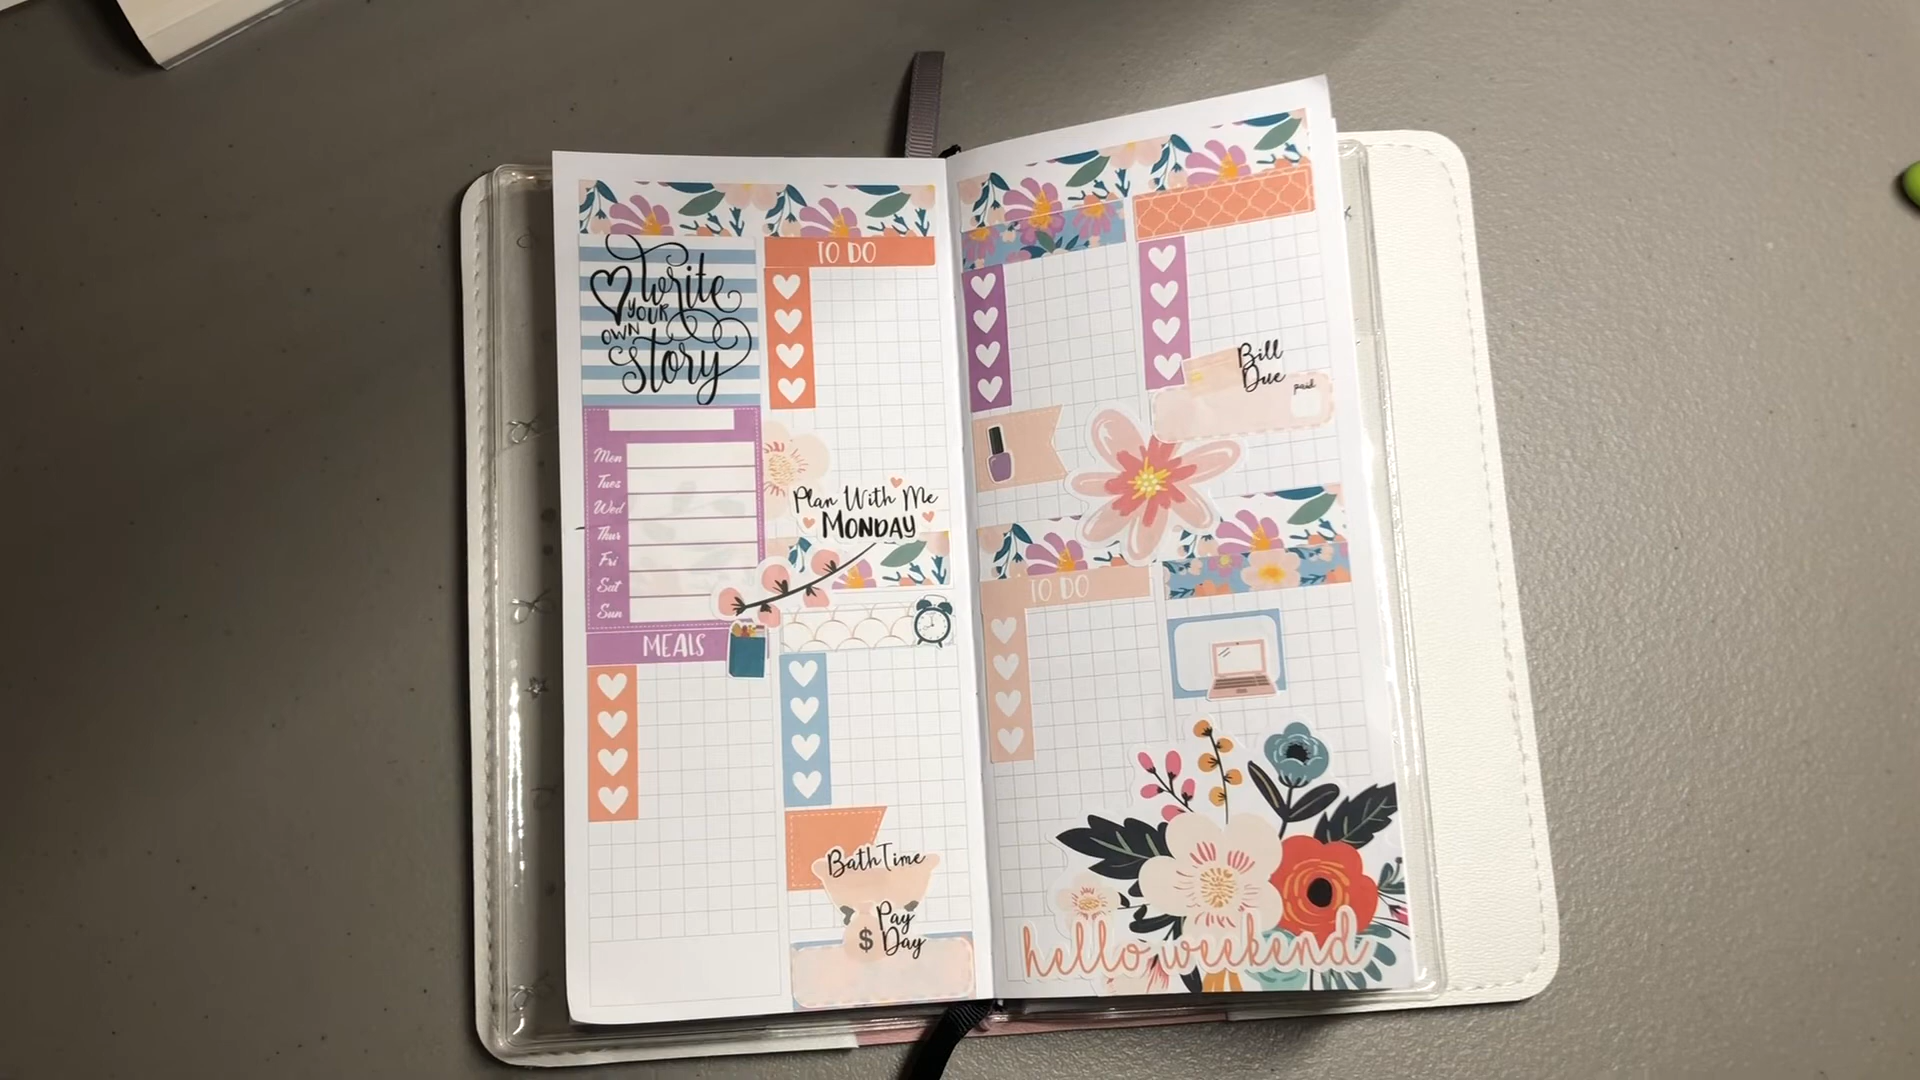 write
YOUR
OWN
story
Mon
Tues
Wed
Thur
Fri
Sat
Sun
MEALS
TO DO
Plan With Me
MONDAY
Bath Time
Pay
$ Day
Bill
Due
paid
TO DO
hello weekend